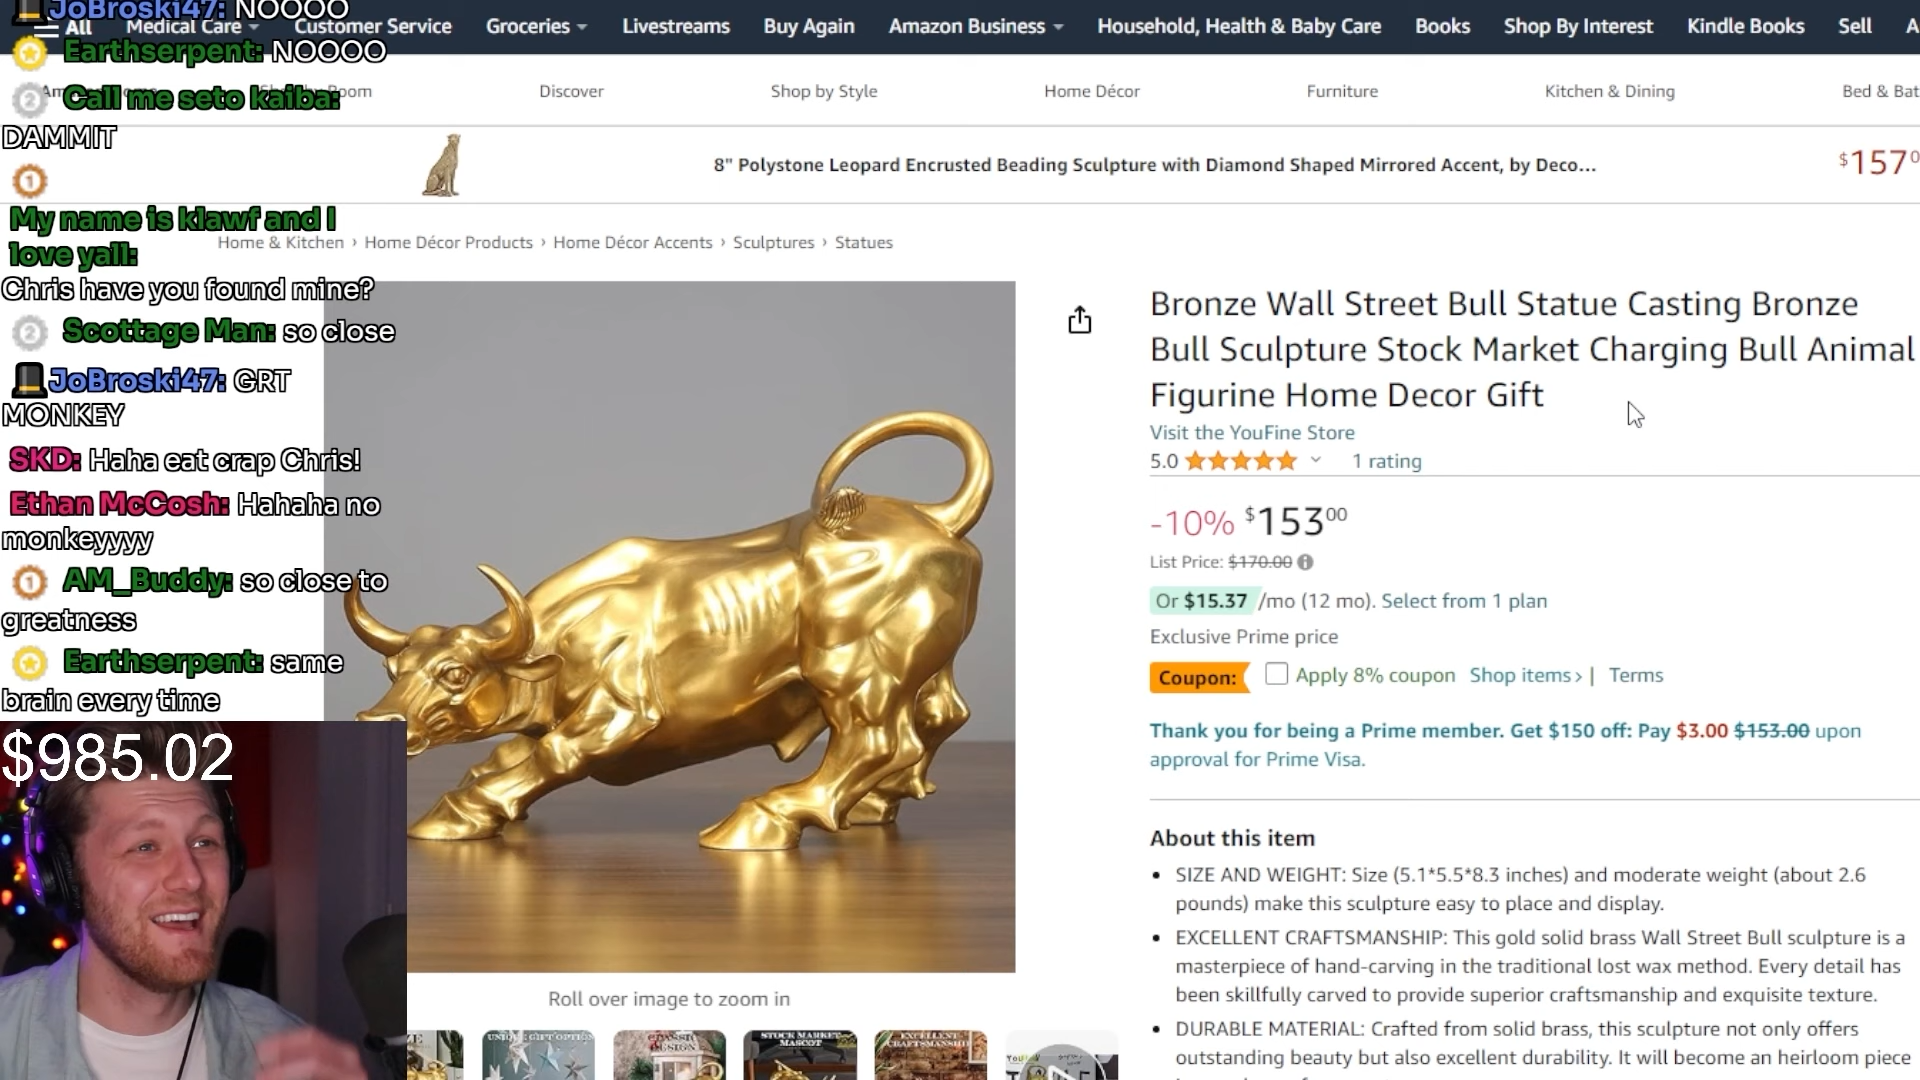 JoBroski47: NOOOO
Earthserpent: NOOOO
Call me seto kaiba:
DAMMIT
My name is klawf and I
love yall:
Chris have you found mine?
Scottage Man: so close
JoBroski47: GRT
MONKEY
SKD: Haha eat crap Chris!
Ethan McCosh: Hahaha no
monkeyyyy
AM_Buddy: so close to
greatness
Earthserpent: same
brain every time
$985.02
All Medical Care Customer Service Groceries Livestreams Buy Again Amazon Business Household, Health & Baby Care Books Shop By Interest Kindle Books Sell A
Discover Shop by Style Home Décor Furniture Kitchen & Dining Bed & Bat
8" Polystone Leopard Encrusted Beading Sculpture with Diamond Shaped Mirrored Accent, by Deco... $157
Home & Kitchen › Home Décor Products › Home Décor Accents › Sculptures › Statues
Bronze Wall Street Bull Statue Casting Bronze
Bull Sculpture Stock Market Charging Bull Animal
Figurine Home Decor Gift
Visit the YouFine Store
5.0 1 rating
-10% $15300
List Price: $170.00
Or $15.37 /mo (12 mo). Select from 1 plan
Exclusive Prime price
Coupon: Apply 8% coupon Shop items › | Terms
Thank you for being a Prime member. Get $150 off: Pay $3.00 $153.00 upon
approval for Prime Visa.
About this item
• SIZE AND WEIGHT: Size (5.1*5.5*8.3 inches) and moderate weight (about 2.6
pounds) make this sculpture easy to place and display.
• EXCELLENT CRAFTSMANSHIP: This gold solid brass Wall Street Bull sculpture is a
masterpiece of hand-carving in the traditional lost wax method. Every detail has
been skillfully carved to provide superior craftsmanship and exquisite texture.
• DURABLE MATERIAL: Crafted from solid brass, this sculpture not only offers
outstanding beauty but also excellent durability. It will become an heirloom piece
Roll over image to zoom in
UNIQUE GIFT OPTION
CLASSIC
DESIGN
STOCK MARKET
MASCOT
EXCELLENT
CRAFTSMANSHIP